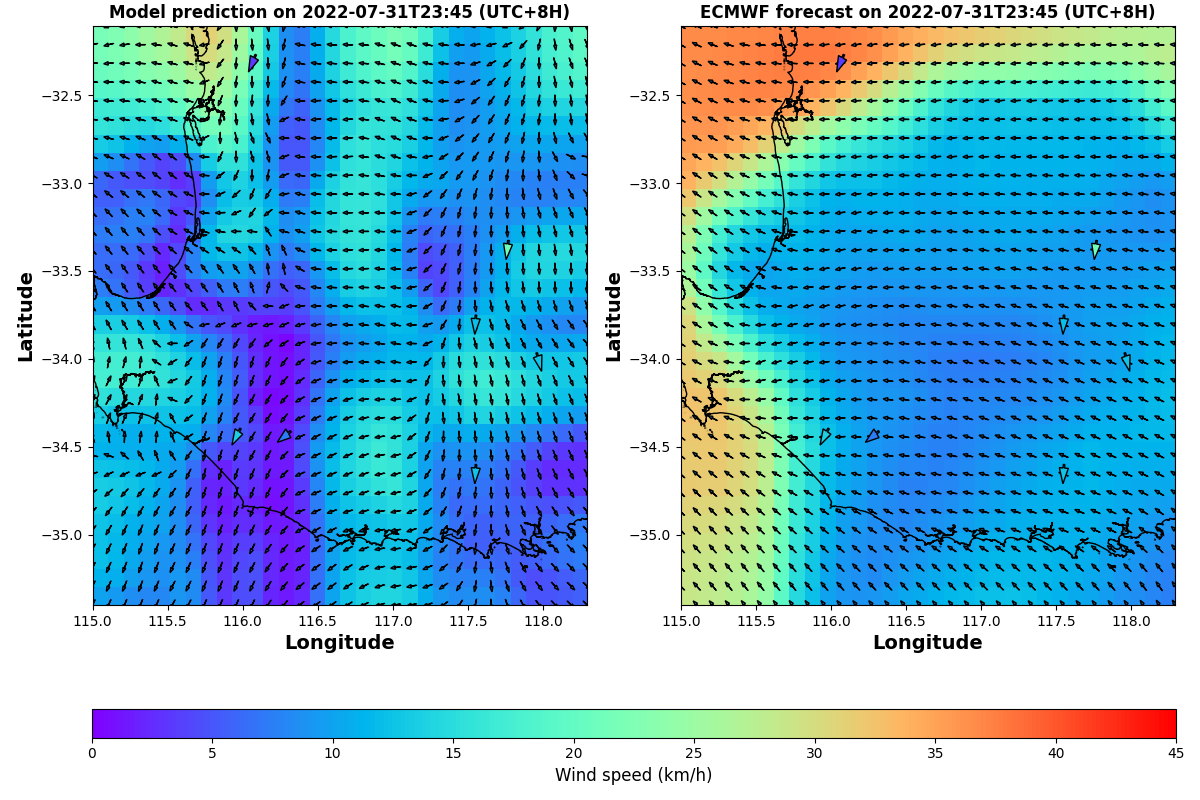 Model prediction on 2022-07-31T23:45 (UTC+8H)
ECMWF forecast on 2022-07-31T23:45 (UTC+8H)
Latitude
−32.5
−33.0
−33.5
−34.0
−34.5
−35.0
115.0 115.5 116.0 116.5 117.0 117.5 118.0
Longitude
Latitude
−32.5
−33.0
−33.5
−34.0
−34.5
−35.0
115.0 115.5 116.0 116.5 117.0 117.5 118.0
Longitude
0 5 10 15 20 25 30 35 40 45
Wind speed (km/h)